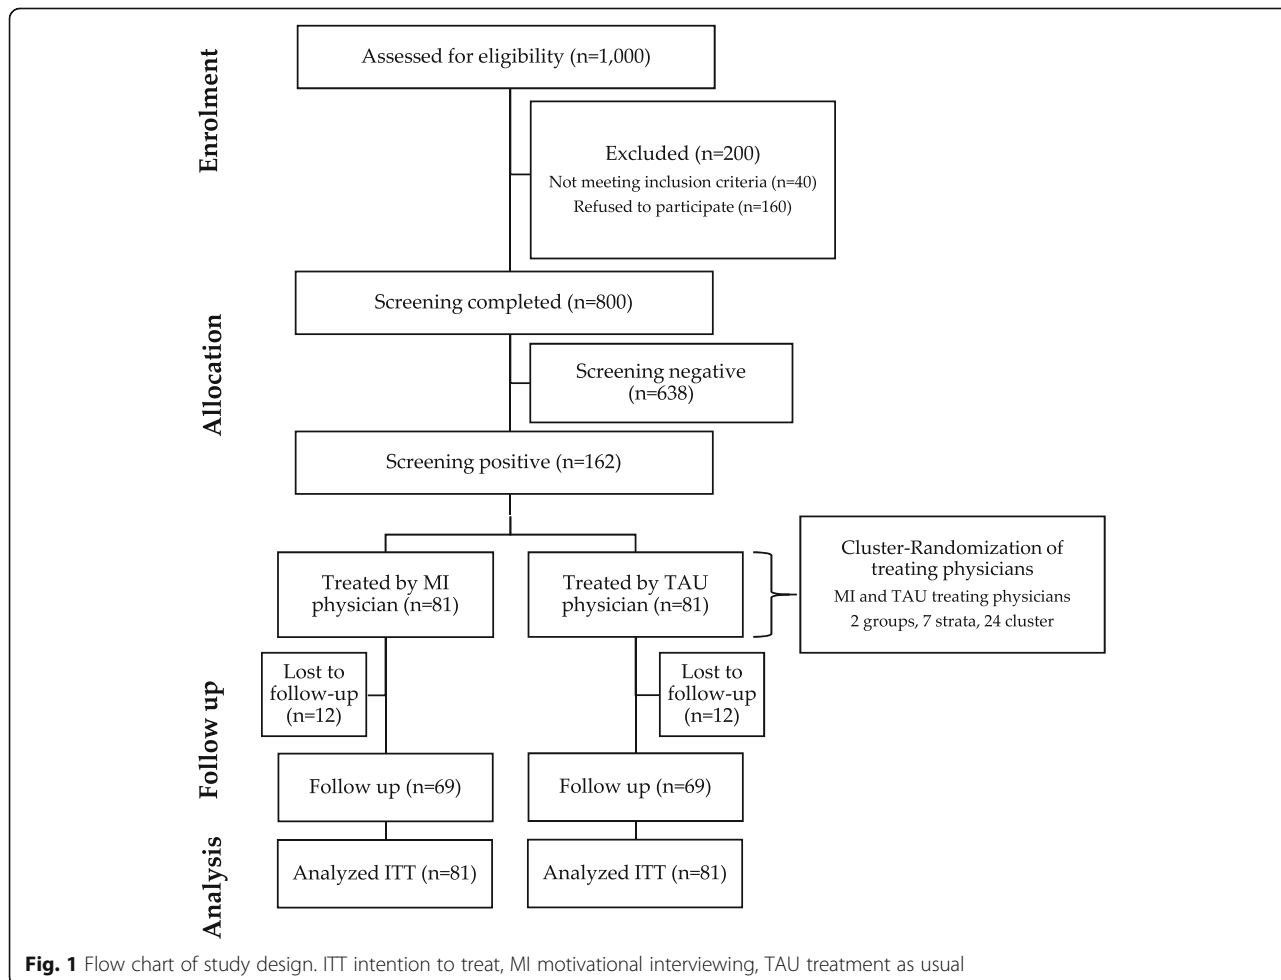 Enrolment
Assessed for eligibility (n=1,000)
Excluded (n=200)
Not meeting inclusion criteria (n=40)
Refused to participate (n=160)
Allocation
Screening completed (n=800)
Screening negative
(n=638)
Screening positive (n=162)
Treated by MI
physician (n=81)
Treated by TAU
physician (n=81)
Cluster-Randomization of
treating physicians
MI and TAU treating physicians
2 groups, 7 strata, 24 cluster
Follow up
Lost to
follow-up
(n=12)
Lost to
follow-up
(n=12)
Follow up (n=69)
Follow up (n=69)
Analysis
Analyzed ITT (n=81)
Analyzed ITT (n=81)
Fig. 1 Flow chart of study design. ITT intention to treat, MI motivational interviewing, TAU treatment as usual